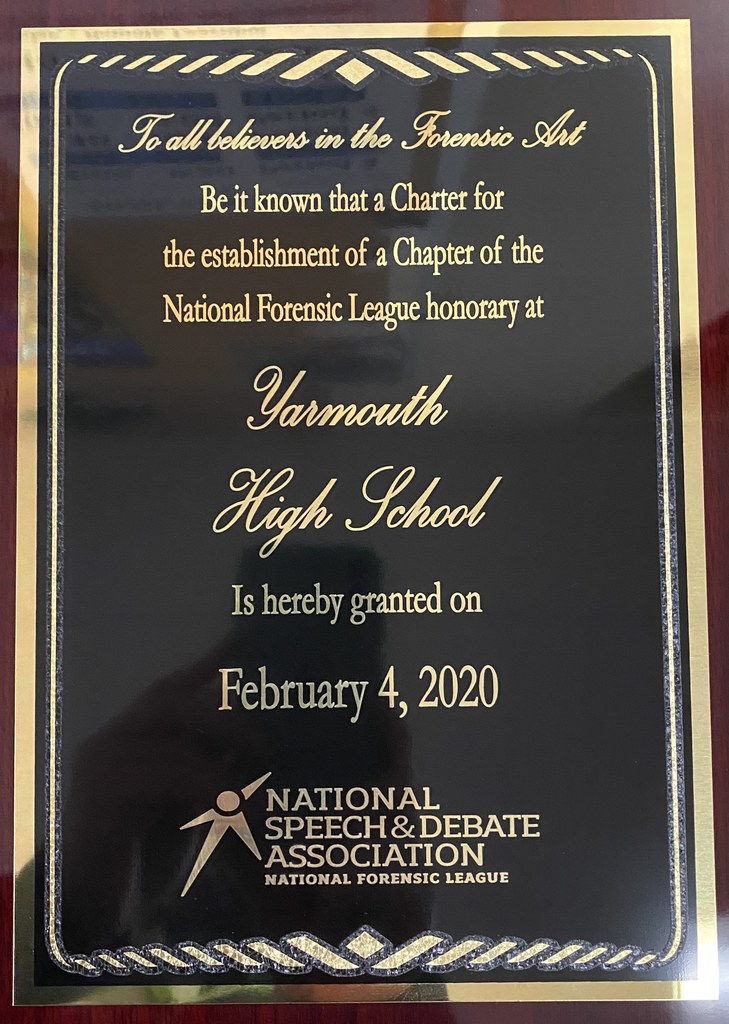 To all believers in the Forensic Art
Be it known that a Charter for
the establishment of a Chapter of the
National Forensic League honorary at
Yarmouth
High School
Is hereby granted on
February 4, 2020
NATIONAL
SPEECH & DEBATE
ASSOCIATION
NATIONAL FORENSIC LEAGUE